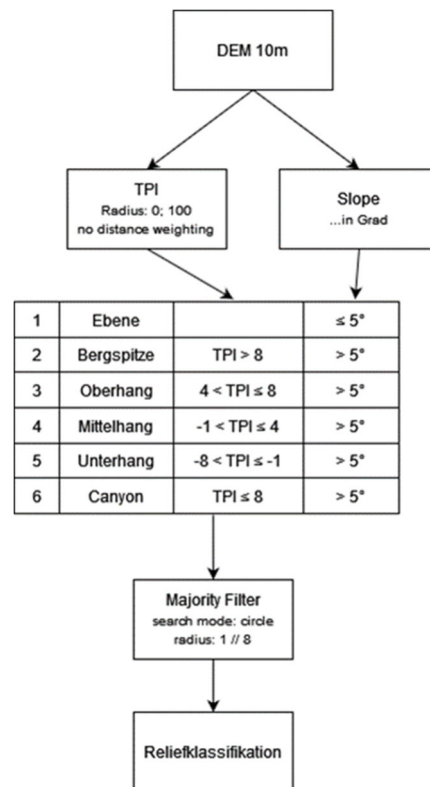 DEM 10m
TPI
Radius: 0; 100
no distance weighting
Slope
...in Grad
1 Ebene ≤ 5°
2 Bergspitze TPI > 8 > 5°
3 Oberhang 4 < TPI ≤ 8 > 5°
4 Mittelhang -1 < TPI ≤ 4 > 5°
5 Unterhang -8 < TPI ≤ -1 > 5°
6 Canyon TPI ≤ 8 > 5°
Majority Filter
search mode: circle
radius: 1 // 8
Reliefklassifikation